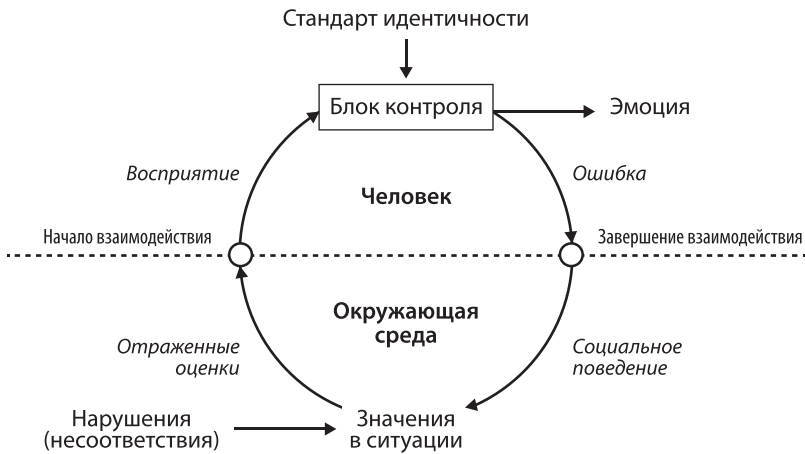 Стандарт идентичности
Блок контроля
Эмоция
Восприятие
Ошибка
Человек
Начало взаимодействия
Завершение взаимодействия
Окружающая
среда
Отраженные
оценки
Социальное
поведение
Нарушения
(несоответствия)
Значения
в ситуации